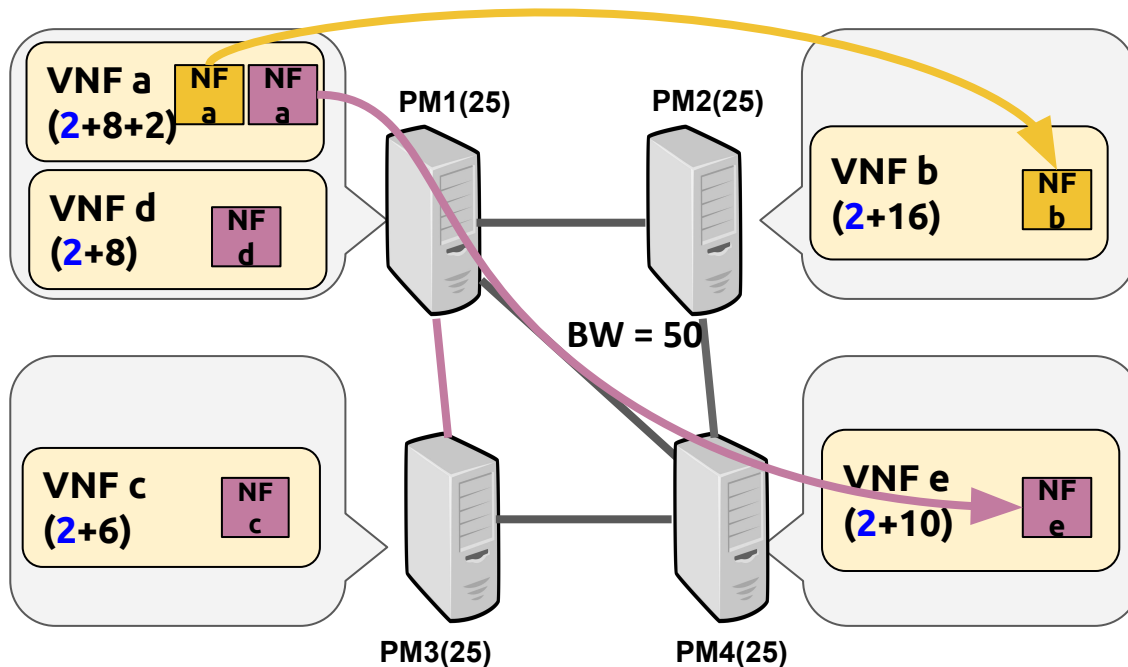 VNF a
(2+8+2)
NF
a
NF
a
VNF d
(2+8)
NF
d
PM1(25)
PM2(25)
VNF b
(2+16)
NF
b
BW = 50
VNF c
(2+6)
NF
c
VNF e
(2+10)
NF
e
PM3(25)
PM4(25)